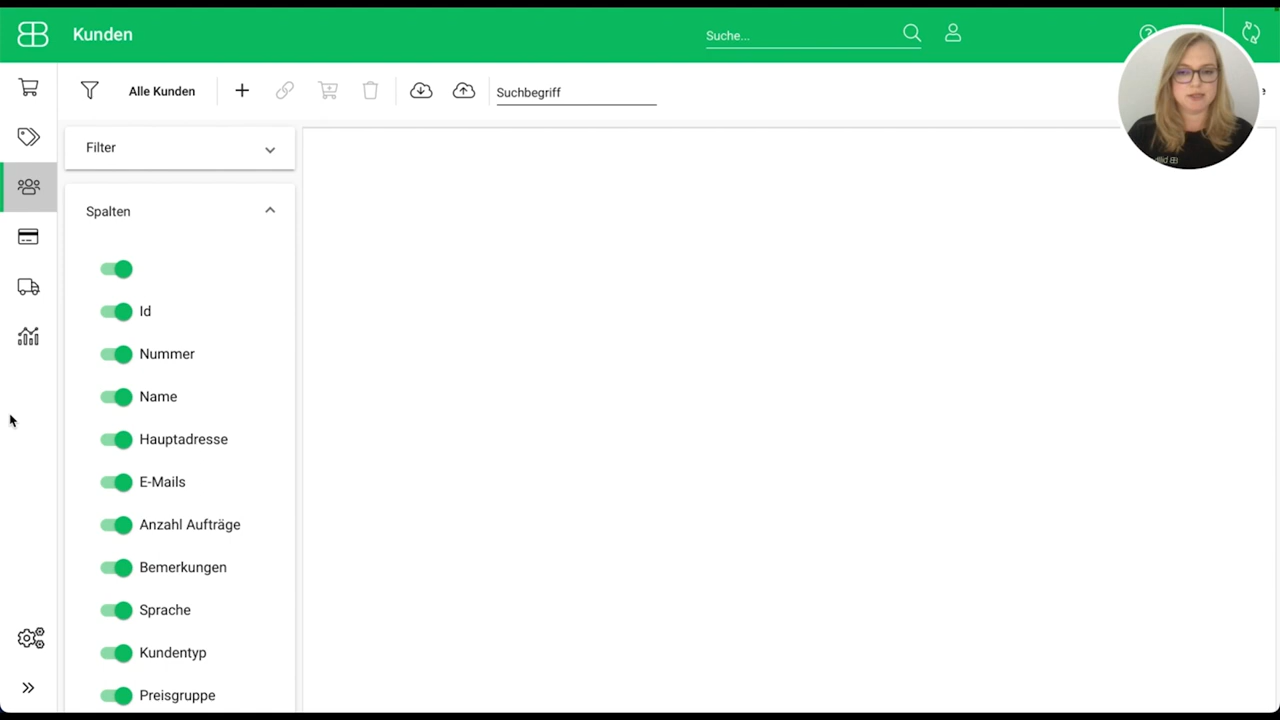 Kunden
Suche...
Alle Kunden
Suchbegriff
Filter
Spalten
Id
Nummer
Name
Hauptadresse
E-Mails
Anzahl Aufträge
Bemerkungen
Sprache
Kundentyp
Preisgruppe